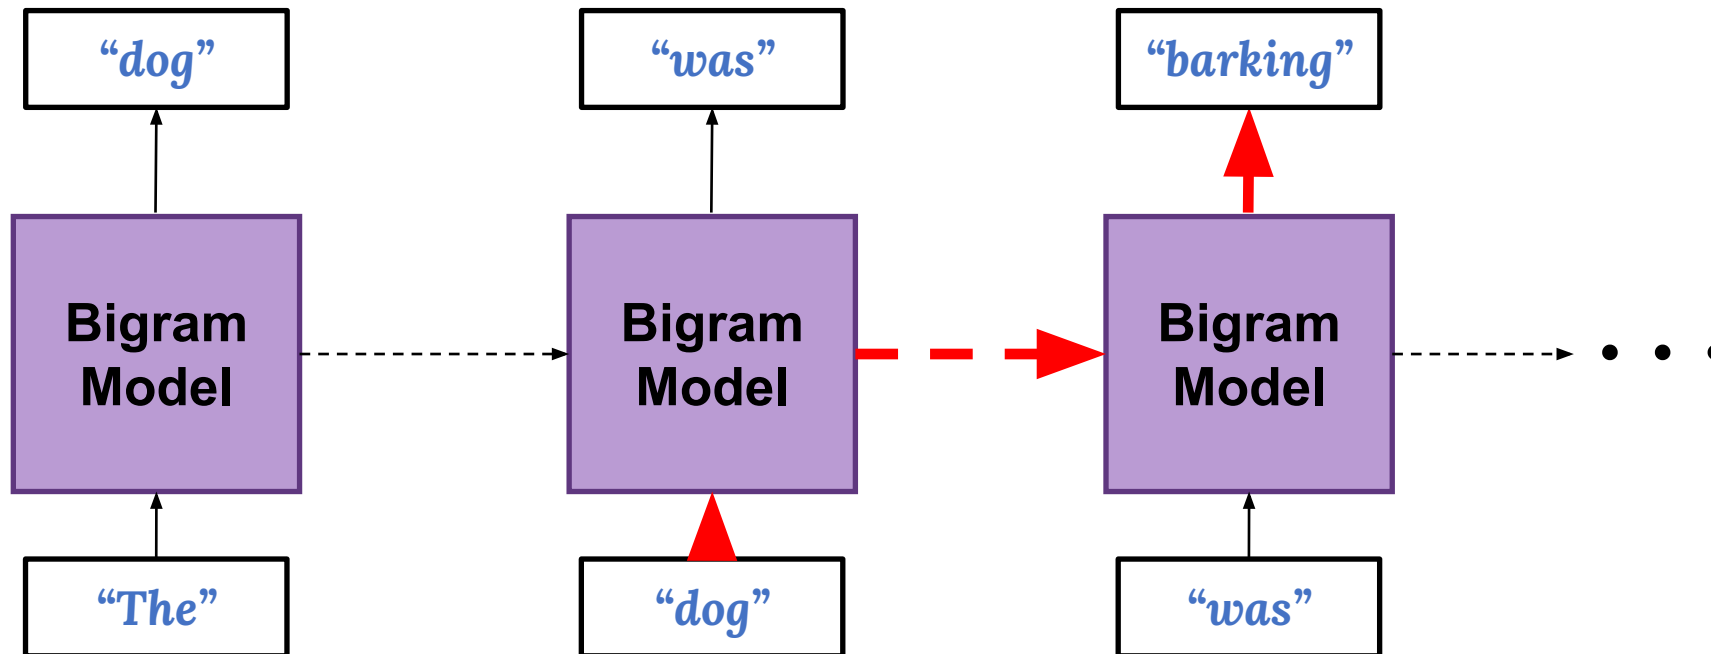 “dog”
“was”
“barking”
Bigram
Model
Bigram
Model
Bigram
Model
“The”
“dog”
“was”